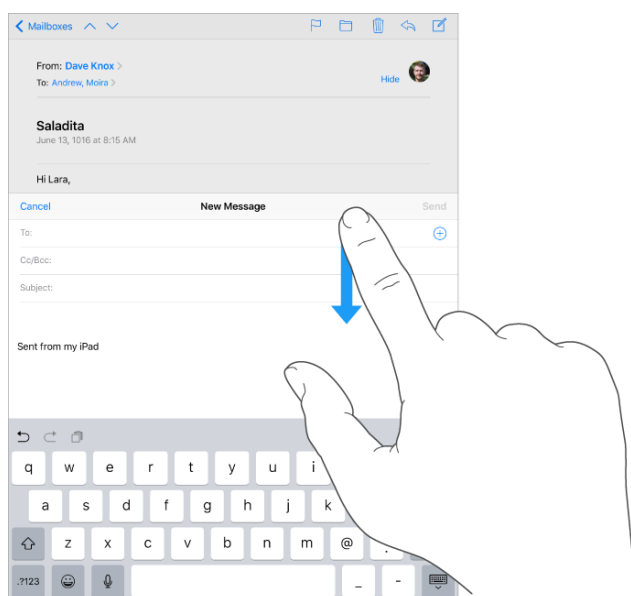 Mailboxes
From: Dave Knox
To: Andrew, Moira
Hide
Saladita
June 13, 1016 at 8:15 AM
Hi Lara,
Cancel New Message Send
To:
Cc/Bcc:
Subject:
Sent from my iPad
q w e r t y u i
a s d f g h j k
z x c v b n m @ .
.?123 _ -